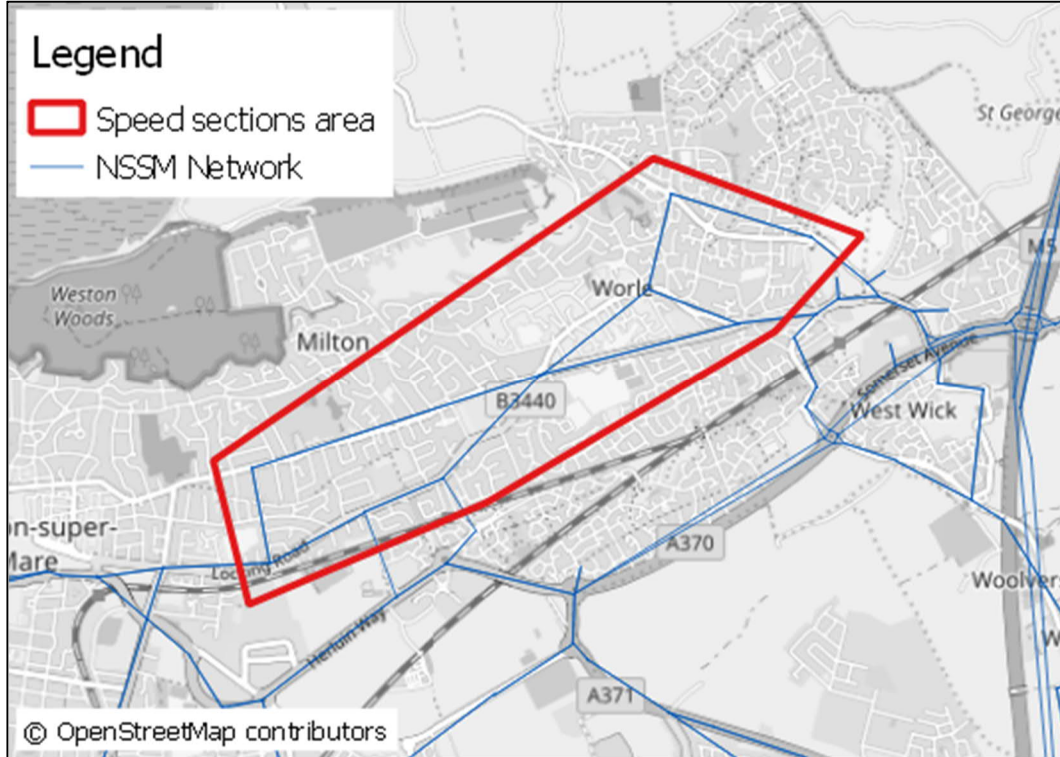 Legend
Speed sections area
NSSM Network
St George
M5
Weston
Woods
Worle
Milton
Somerset Avenue
B3440
West Wick
on-super-
Mare
Locking Road
A370
Woolvers
W
Herluin Way
A371
© OpenStreetMap contributors